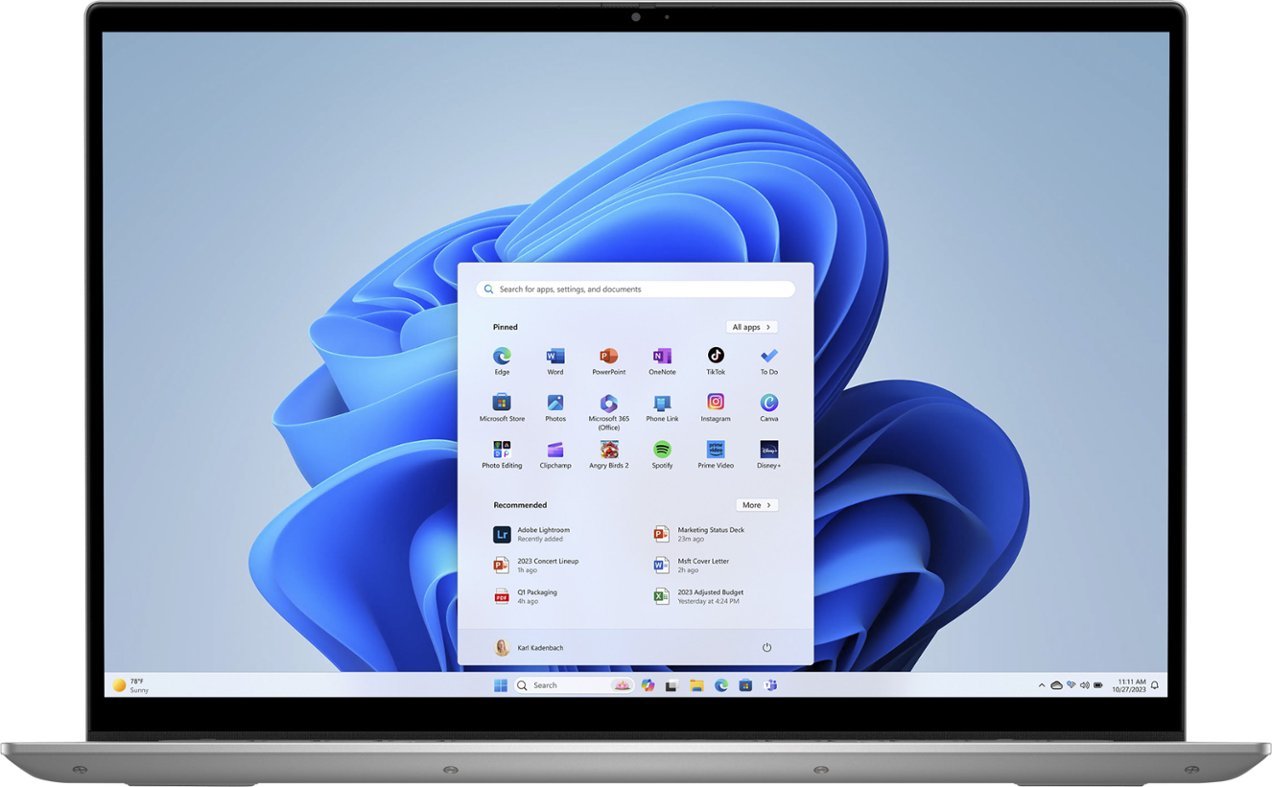 Search for apps, settings, and documents
Pinned
All apps >
Edge
Word
PowerPoint
OneNote
TikTok
To Do
Microsoft Store
Photos
Microsoft 365
(Office)
Phone Link
Instagram
Canva
Photo Editing
Clipchamp
Angry Birds 2
Spotify
Prime Video
Disney+
Recommended
More >
Lr
Adobe Lightroom
Recently added
Marketing Status Deck
23m ago
2023 Concert Lineup
1h ago
Msft Cover Letter
2h ago
PDF
Q1 Packaging
4h ago
2023 Adjusted Budget
Yesterday at 4:24 PM
Karl Kadenbach
78°F
Sunny
Search
11:11 AM
10/27/2023